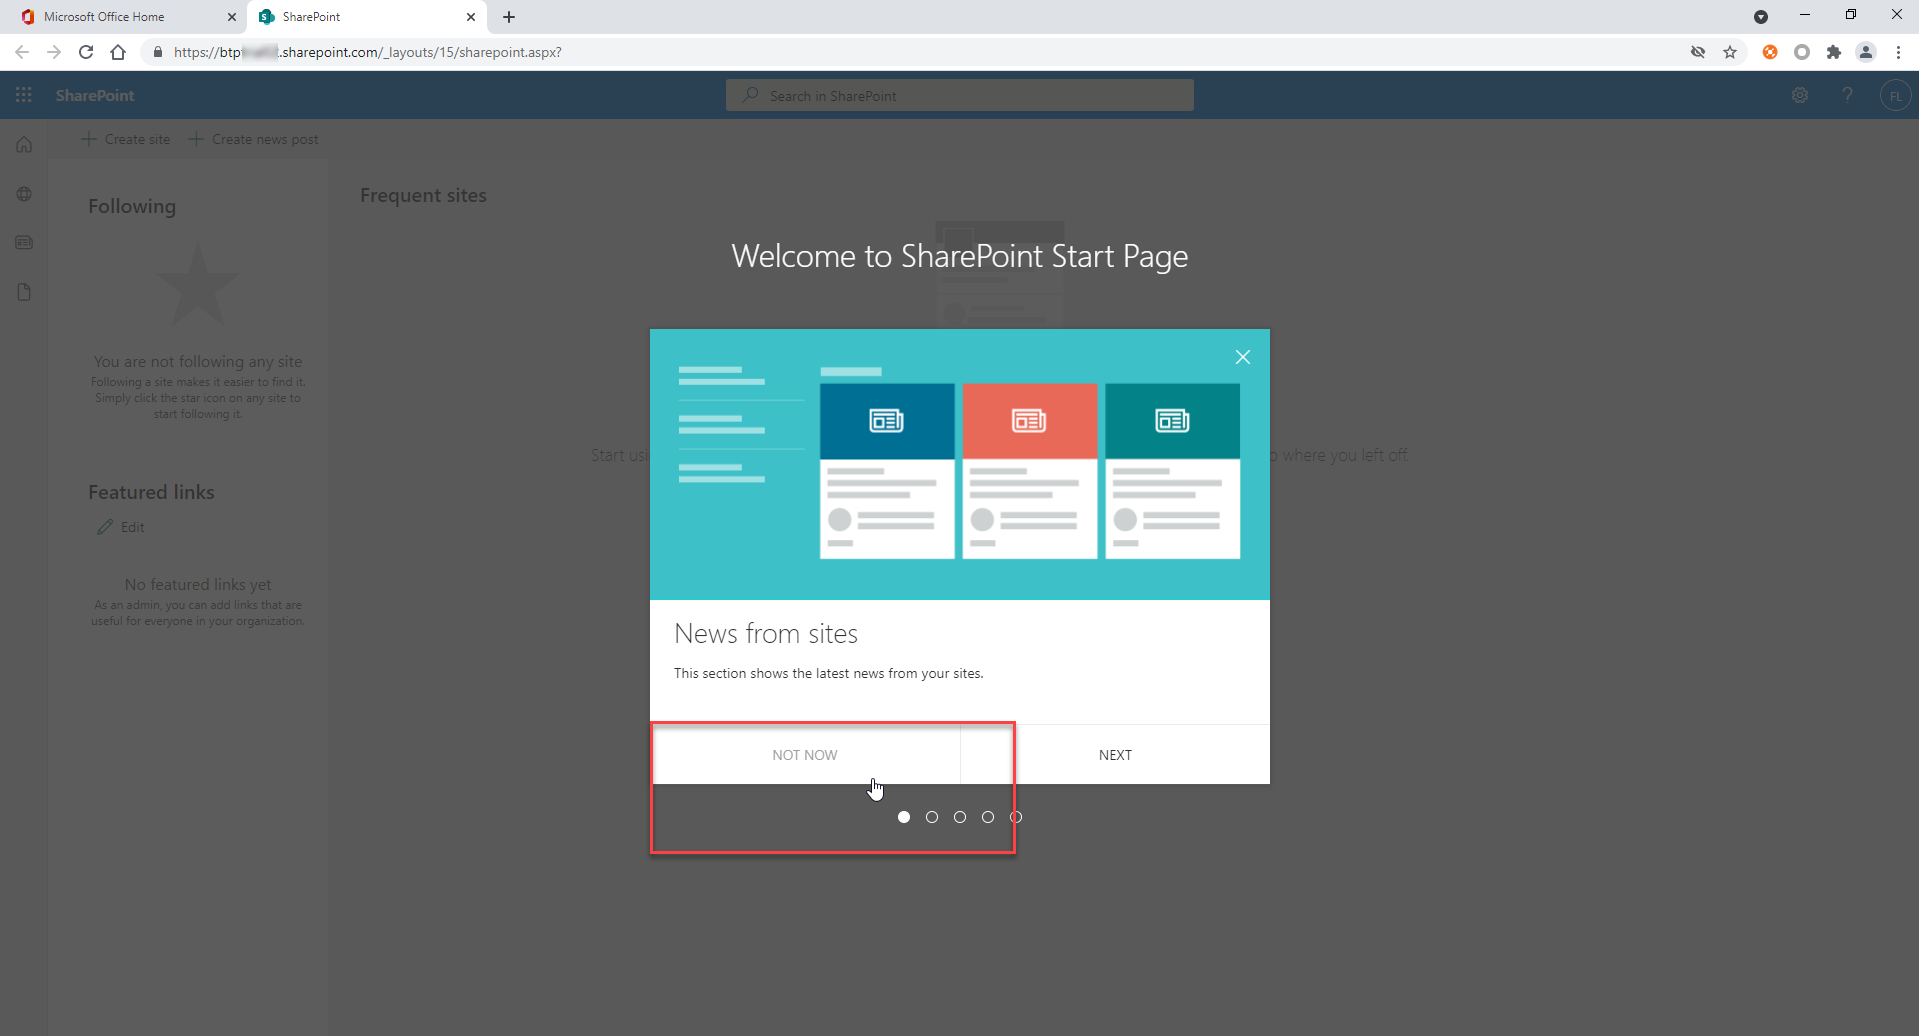 Microsoft Office Home
SharePoint
https://btp .sharepoint.com/_layouts/15/sharepoint.aspx?
SharePoint
Search in SharePoint
?
FL
Create site
Create news post
Following
Frequent sites
Welcome to SharePoint Start Page
You are not following any site
Following a site makes it easier to find it.
Simply click the star icon on any site to
start following it.
Start usi
where you left off.
Featured links
Edit
No featured links yet
As an admin, you can add links that are
useful for everyone in your organization.
News from sites
This section shows the latest news from your sites.
NOT NOW
NEXT